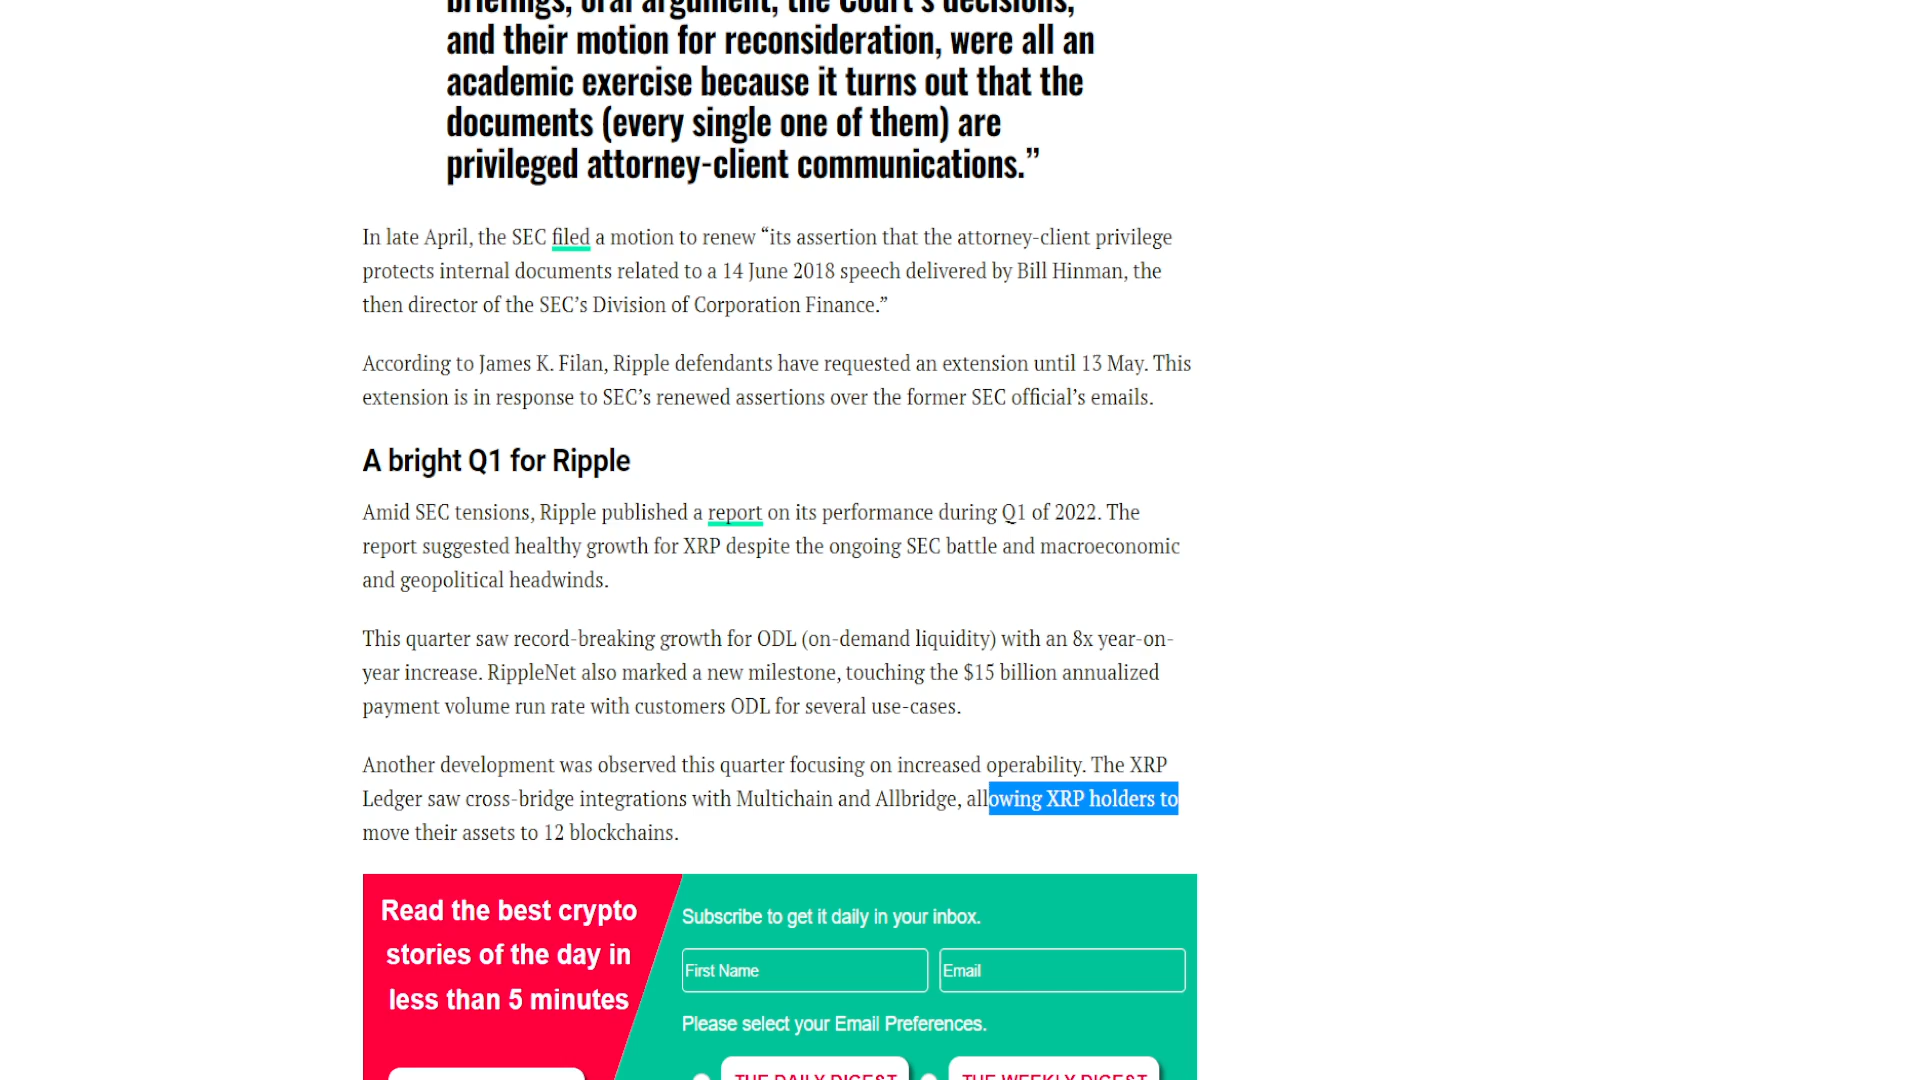 briefings, oral argument, the Court's decisions,
and their motion for reconsideration, were all an
academic exercise because it turns out that the
documents (every single one of them) are
privileged attorney-client communications.”
In late April, the SEC filed a motion to renew “its assertion that the attorney-client privilege
protects internal documents related to a 14 June 2018 speech delivered by Bill Hinman, the
then director of the SEC’s Division of Corporation Finance.”
According to James K. Filan, Ripple defendants have requested an extension until 13 May. This
extension is in response to SEC’s renewed assertions over the former SEC official’s emails.
A bright Q1 for Ripple
Amid SEC tensions, Ripple published a report on its performance during Q1 of 2022. The
report suggested healthy growth for XRP despite the ongoing SEC battle and macroeconomic
and geopolitical headwinds.
This quarter saw record-breaking growth for ODL (on-demand liquidity) with an 8x year-on-
year increase. RippleNet also marked a new milestone, touching the $15 billion annualized
payment volume run rate with customers ODL for several use-cases.
Another development was observed this quarter focusing on increased operability. The XRP
Ledger saw cross-bridge integrations with Multichain and Allbridge, allowing XRP holders to
move their assets to 12 blockchains.
Read the best crypto
stories of the day in
less than 5 minutes
Subscribe to get it daily in your inbox.
First Name
Email
Please select your Email Preferences.
THE DAILY DIGEST
THE WEEKLY DIGEST